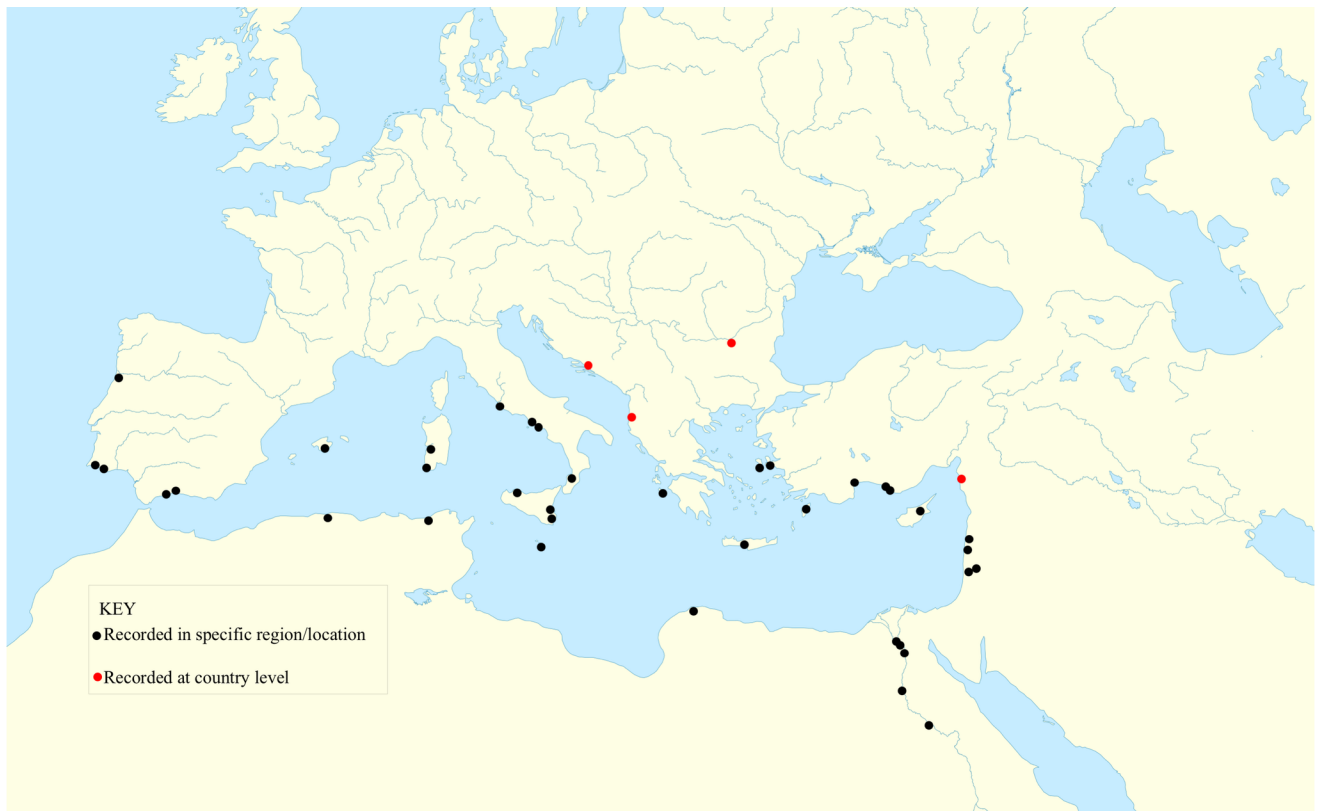 KEY
Recorded in specific region/location
Recorded at country level